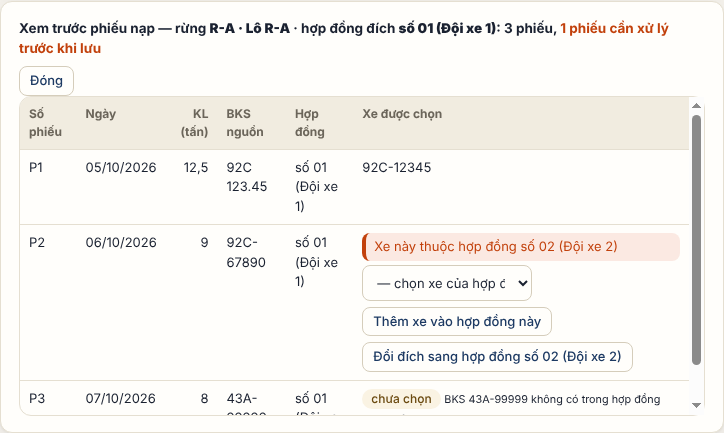 Xem trước phiếu nạp — rừng R-A · Lô R-A · hợp đồng đích số 01 (Đội xe 1): 3 phiếu, 1 phiếu cần xử lý
trước khi lưu
Đóng
Số phiếu Ngày KL (tấn) BKS nguồn Hợp đồng Xe được chọn
P1 05/10/2026 12,5 92C 123.45 số 01 (Đội xe 1) 92C-12345
P2 06/10/2026 9 92C-67890 số 01 (Đội xe 1) Xe này thuộc hợp đồng số 02 (Đội xe 2)
— chọn xe của hợp
Thêm xe vào hợp đồng này
Đổi đích sang hợp đồng số 02 (Đội xe 2)
P3 07/10/2026 8 43A- số 01 chưa chọn BKS 43A-99999 không có trong hợp đồng